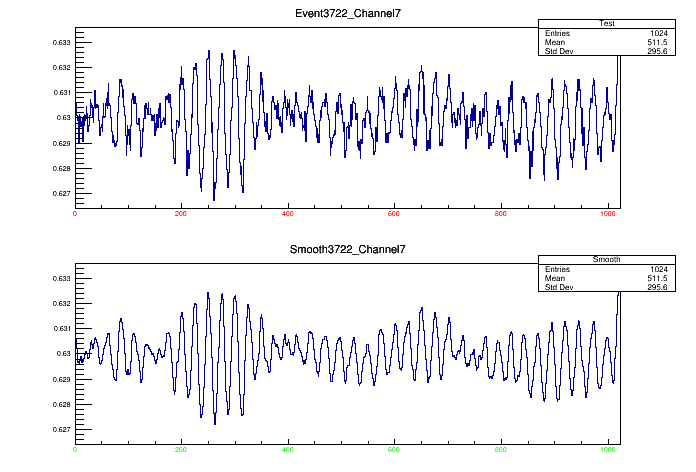 Event3722_Channel7
Test
Entries 1024
Mean 511.5
Std Dev 295.6
0.633
0.632
0.631
0.63
0.629
0.628
0.627
0 200 400 600 800 1000
Smooth3722_Channel7
Smooth
Entries 1024
Mean 511.5
Std Dev 295.6
0.633
0.632
0.631
0.63
0.629
0.628
0.627
0 200 400 600 800 1000